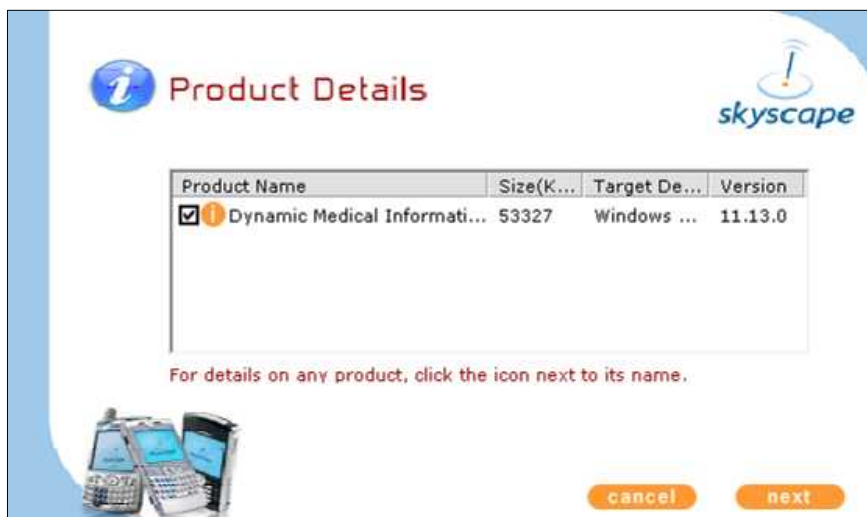 Product Details
skyscape
Product Name Size(K... Target De... Version
Dynamic Medical Informati... 53327 Windows ... 11.13.0
For details on any product, click the icon next to its name.
cancel next